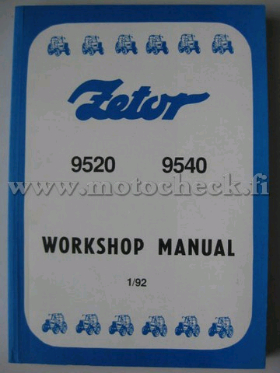 Zetor
9520 9540
www.motocheck.fi
WORKSHOP MANUAL
1/92